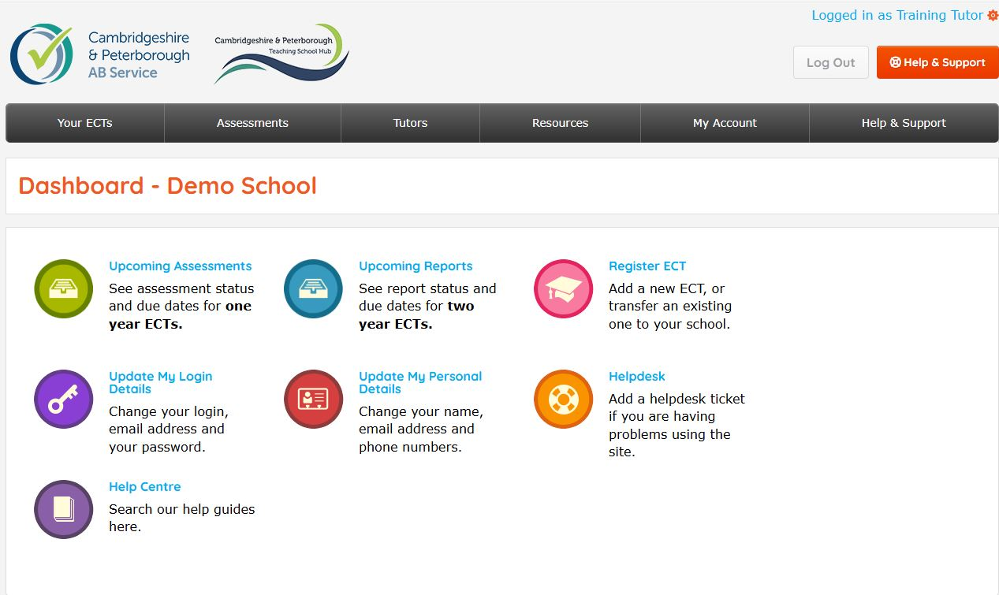 Logged in as Training Tutor
Cambridgeshire
& Peterborough
AB Service
Cambridgeshire & Peterborough
Teaching School Hub
Log Out
Help & Support
Your ECTs
Assessments
Tutors
Resources
My Account
Help & Support
Dashboard - Demo School
Upcoming Assessments
See assessment status
and due dates for one
year ECTs.
Upcoming Reports
See report status and
due dates for two
year ECTs.
Register ECT
Add a new ECT, or
transfer an existing
one to your school.
Update My Login
Details
Change your login,
email address and
your password.
Update My Personal
Details
Change your name,
email address and
phone numbers.
Helpdesk
Add a helpdesk ticket
if you are having
problems using the
site.
Help Centre
Search our help guides
here.